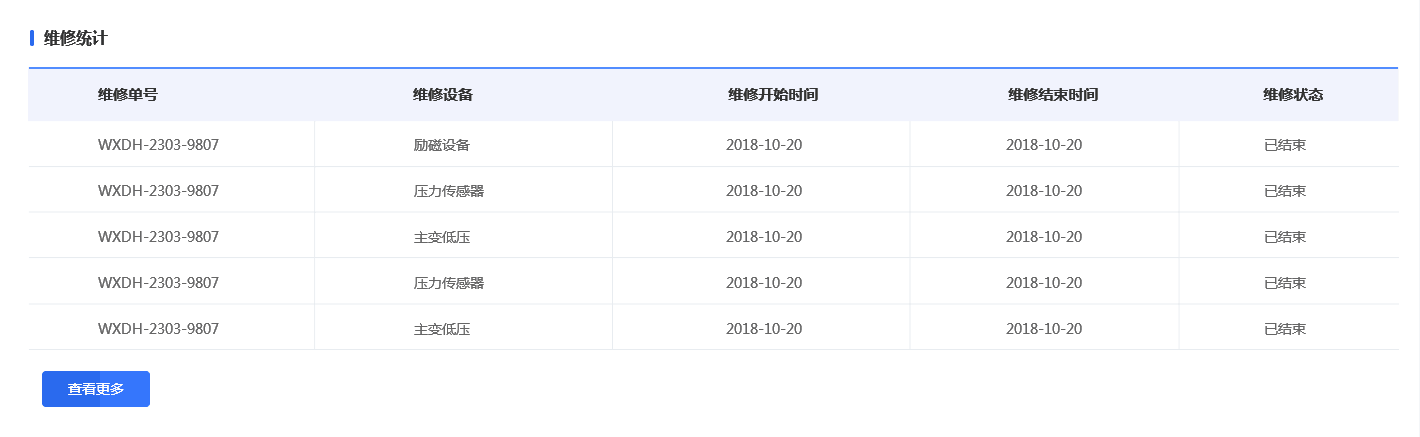 维修统计
维修单号 维修设备 维修开始时间 维修结束时间 维修状态
WXDH-2303-9807 励磁设备 2018-10-20 2018-10-20 已结束
WXDH-2303-9807 压力传感器 2018-10-20 2018-10-20 已结束
WXDH-2303-9807 主变低压 2018-10-20 2018-10-20 已结束
WXDH-2303-9807 压力传感器 2018-10-20 2018-10-20 已结束
WXDH-2303-9807 主变低压 2018-10-20 2018-10-20 已结束
查看更多